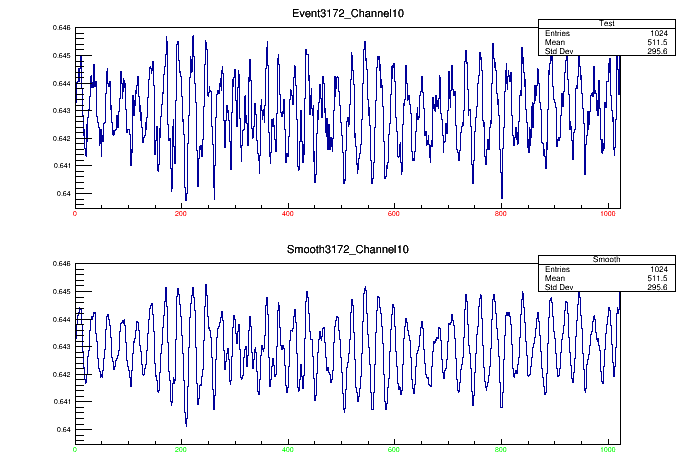 Event3172_Channel10
Test
Entries 1024
Mean 511.5
Std Dev 295.6
0.646
0.645
0.644
0.643
0.642
0.641
0.64
0 200 400 600 800 1000
Smooth3172_Channel10
Smooth
Entries 1024
Mean 511.5
Std Dev 295.6
0.646
0.645
0.644
0.643
0.642
0.641
0.64
0 200 400 600 800 1000